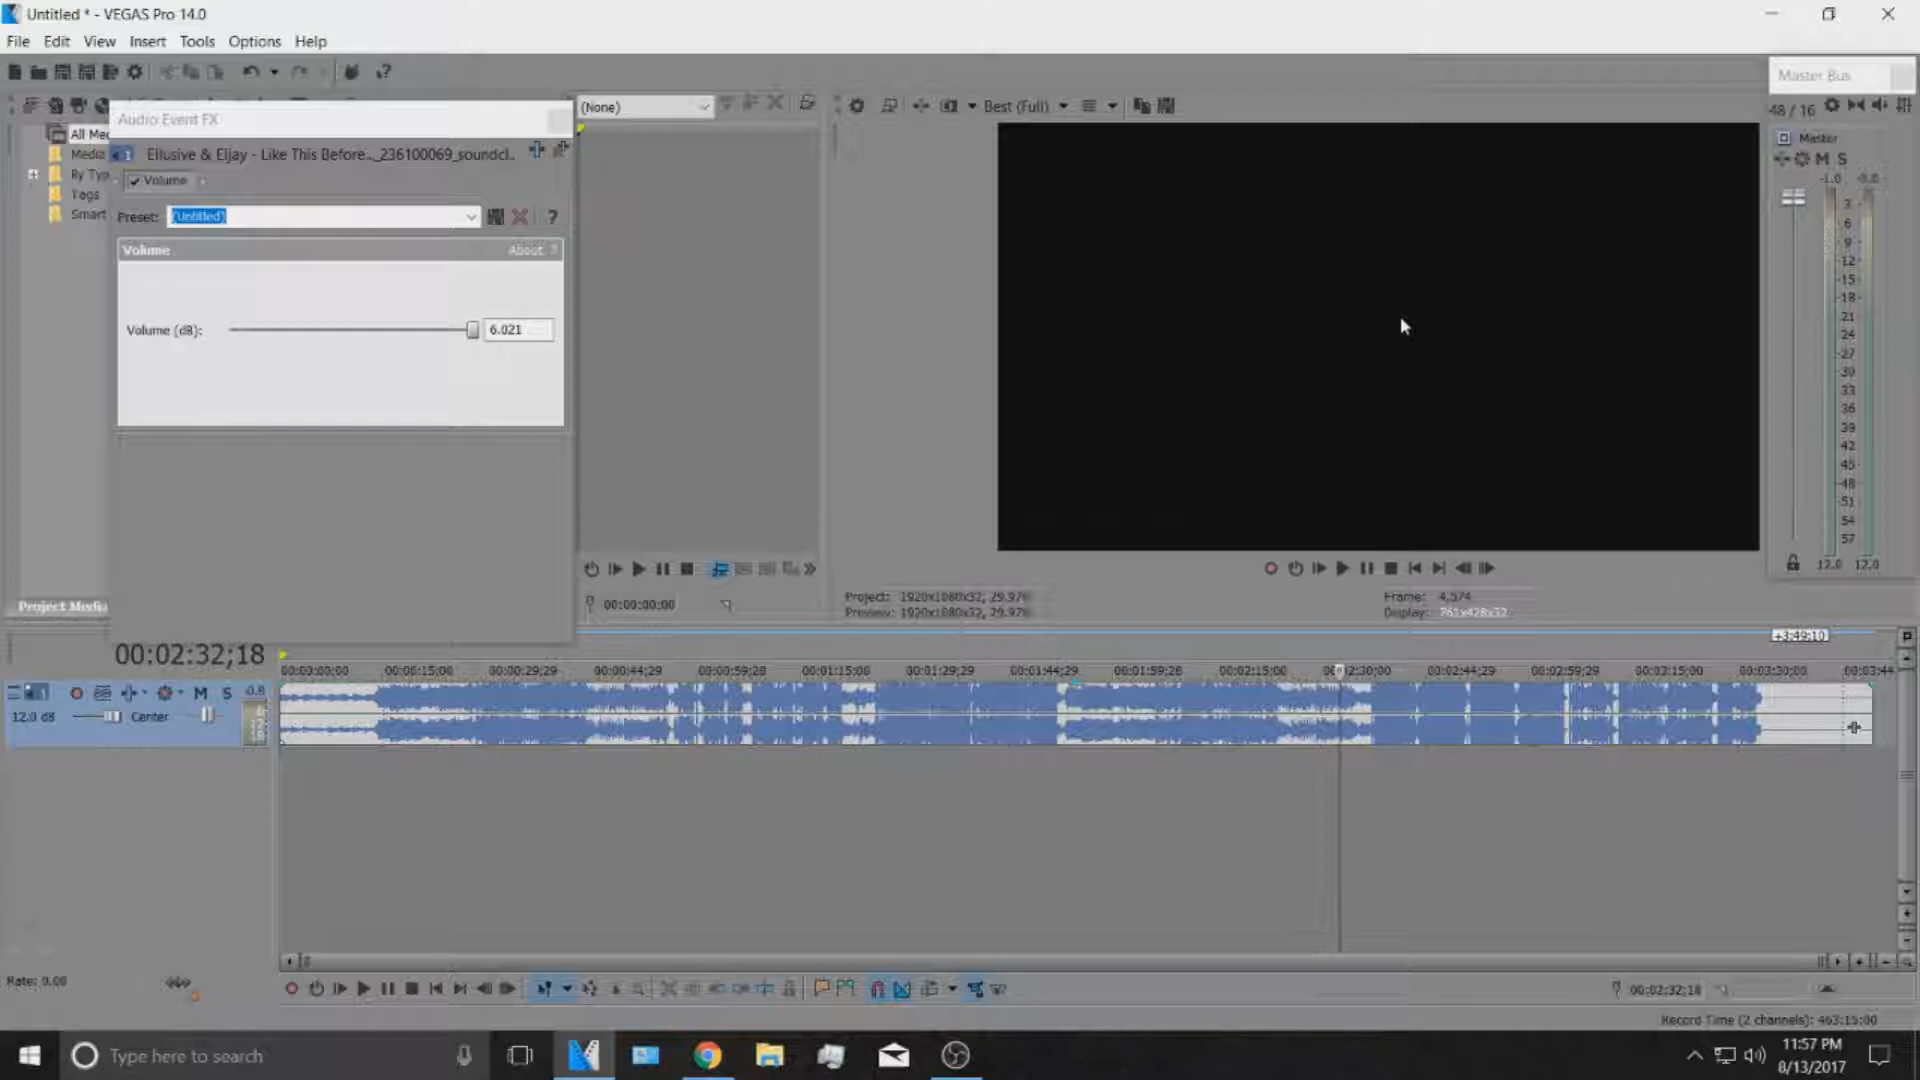 Untitled * - VEGAS Pro 14.0
File Edit View Insert Tools Options Help
Master Bus
Audio Event FX
(None)
Best (Full)
48 / 16
All Med
Master
Media
Ellusive & Eljay - Like This Before..._236100069_soundcl..
M S
By Typ
Volume
-1.0 -0.8
Tags
Smart
Preset: (Untitled)
Volume About ?
Volume (dB): 6.021
3
6
9
12
15
18
21
24
27
30
33
36
39
42
45
48
51
54
57
12.0 12.0
Project Media
00:00:00;00
Project: 1920x1080x32, 29.970
Preview: 1920x1080x32, 29.970
Frame: 4,574
Display: 761x428x32
+3:49:10
00:02:32;18
00:00:00;00 00:00:15;00 00:00:29;29 00:00:44;29 00:00:59;28 00:01:15;00 00:01:29;29 00:01:44;29 00:01:59;28 00:02:15;00 00:02:30;00 00:02:44;29 00:02:59;29 00:03:15;00 00:03:30;00 00:03:44
1 M S -0.8
12.0 dB Center
Rate: 0.00
00:02:32;18
Record Time (2 channels): 463:15:00
Type here to search
11:57 PM
8/13/2017